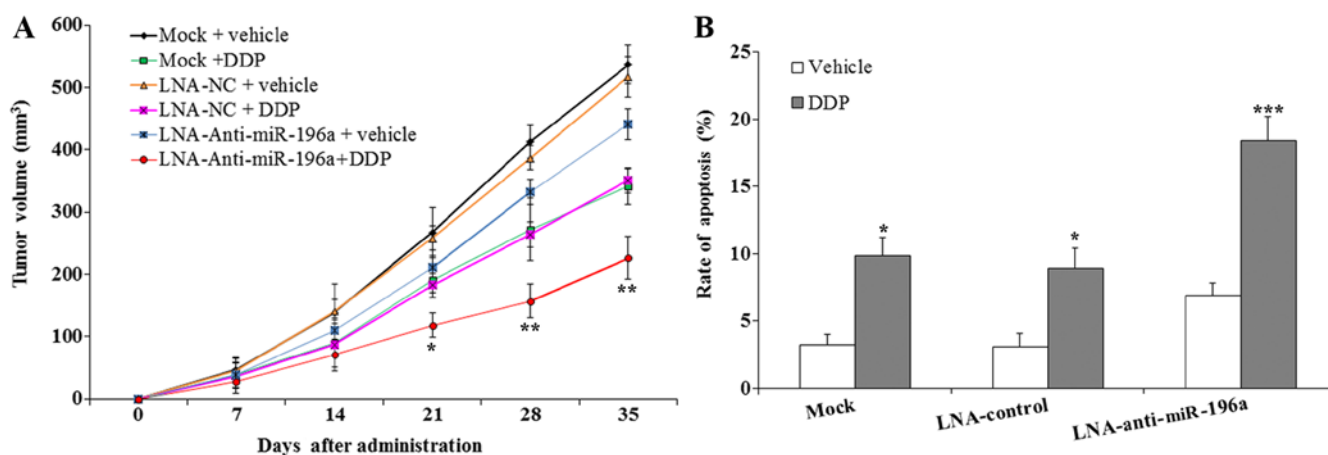 A
Tumor volume (mm³)
600
500
400
300
200
100
0
Mock + vehicle
Mock +DDP
LNA-NC + vehicle
LNA-NC + DDP
LNA-Anti-miR-196a + vehicle
LNA-Anti-miR-196a+DDP
*
**
**
0 7 14 21 28 35
Days after administration
B
Rate of apoptosis (%)
25
20
15
10
5
0
Vehicle
DDP
*
*
***
Mock
LNA-control
LNA-anti-miR-196a